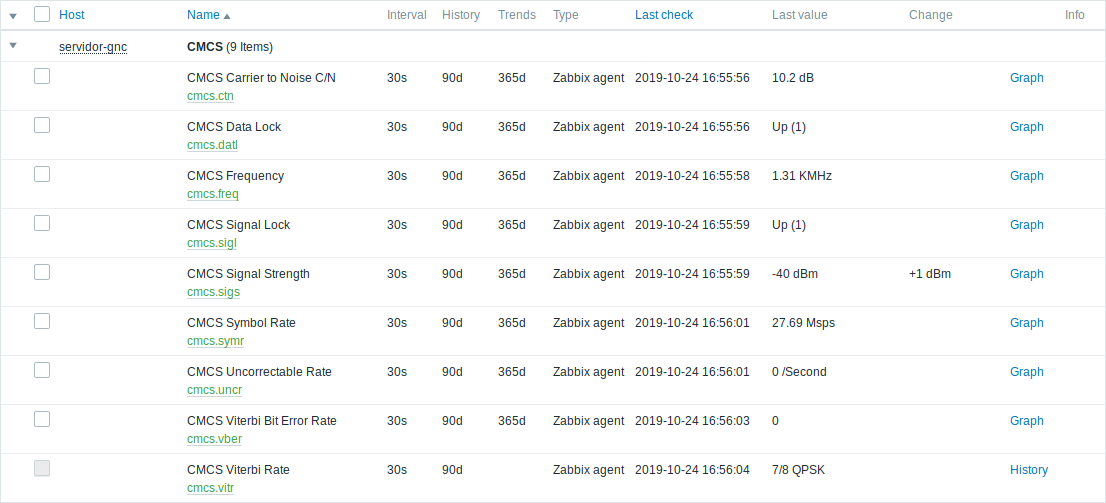 Host Name Interval History Trends Type Last check Last value Change Info
servidor-gnc CMCS (9 Items)
CMCS Carrier to Noise C/N 30s 90d 365d Zabbix agent 2019-10-24 16:55:56 10.2 dB Graph
cmcs.ctn
CMCS Data Lock 30s 90d 365d Zabbix agent 2019-10-24 16:55:56 Up (1) Graph
cmcs.datl
CMCS Frequency 30s 90d 365d Zabbix agent 2019-10-24 16:55:58 1.31 KMHz Graph
cmcs.freq
CMCS Signal Lock 30s 90d 365d Zabbix agent 2019-10-24 16:55:59 Up (1) Graph
cmcs.sigl
CMCS Signal Strength 30s 90d 365d Zabbix agent 2019-10-24 16:55:59 -40 dBm +1 dBm Graph
cmcs.sigs
CMCS Symbol Rate 30s 90d 365d Zabbix agent 2019-10-24 16:56:01 27.69 Msps Graph
cmcs.symr
CMCS Uncorrectable Rate 30s 90d 365d Zabbix agent 2019-10-24 16:56:01 0 /Second Graph
cmcs.uncr
CMCS Viterbi Bit Error Rate 30s 90d 365d Zabbix agent 2019-10-24 16:56:03 0 Graph
cmcs.vber
CMCS Viterbi Rate 30s 90d Zabbix agent 2019-10-24 16:56:04 7/8 QPSK History
cmcs.vitr